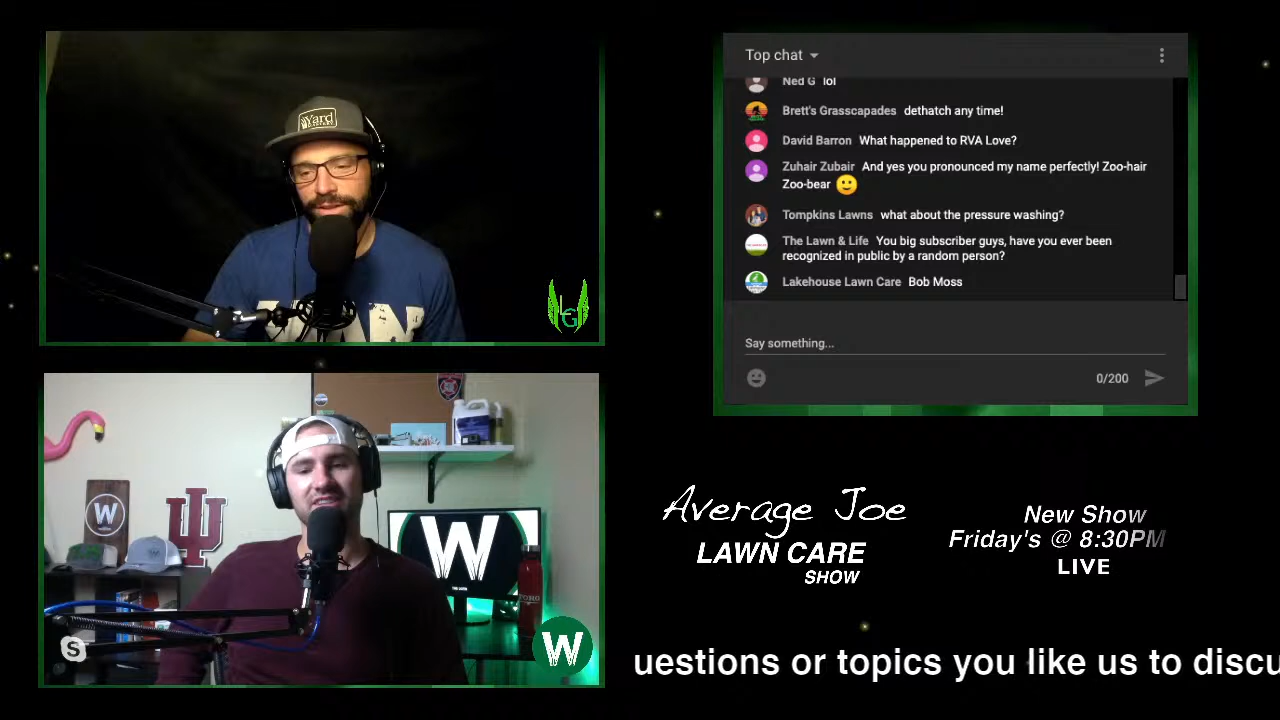 Yard
LG
Top chat
Ned G lol
Brett's Grasscapades dethatch any time!
David Barron What happened to RVA Love?
Zuhair Zubair And yes you pronounced my name perfectly! Zoo-hair
Zoo-bear
Tompkins Lawns what about the pressure washing?
The Lawn & Life You big subscriber guys, have you ever been
recognized in public by a random person?
Lakehouse Lawn Care Bob Moss
Say something...
0/200
W
W
W
S
Average Joe
LAWN CARE
SHOW
New Show
Friday's @ 8:30PM
LIVE
uestions or topics you like us to discu